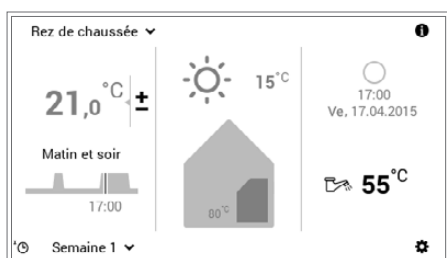 Rez de chaussée
21,0°C ±
15°C
17:00
Ve, 17.04.2015
Matin et soir
17:00
80°C
55°C
Semaine 1